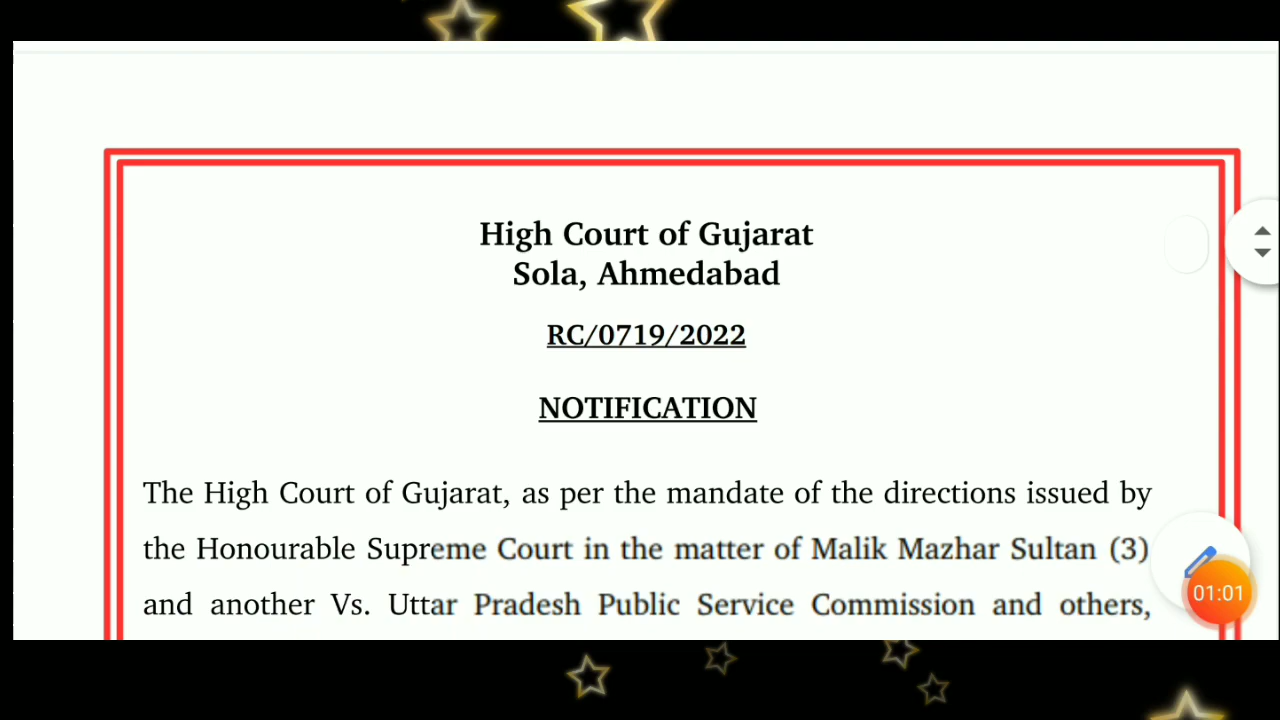 High Court of Gujarat
Sola, Ahmedabad
RC/0719/2022
NOTIFICATION
The High Court of Gujarat, as per the mandate of the directions issued by
the Honourable Supreme Court in the matter of Malik Mazhar Sultan (3)
and another Vs. Uttar Pradesh Public Service Commission and others,
01:01